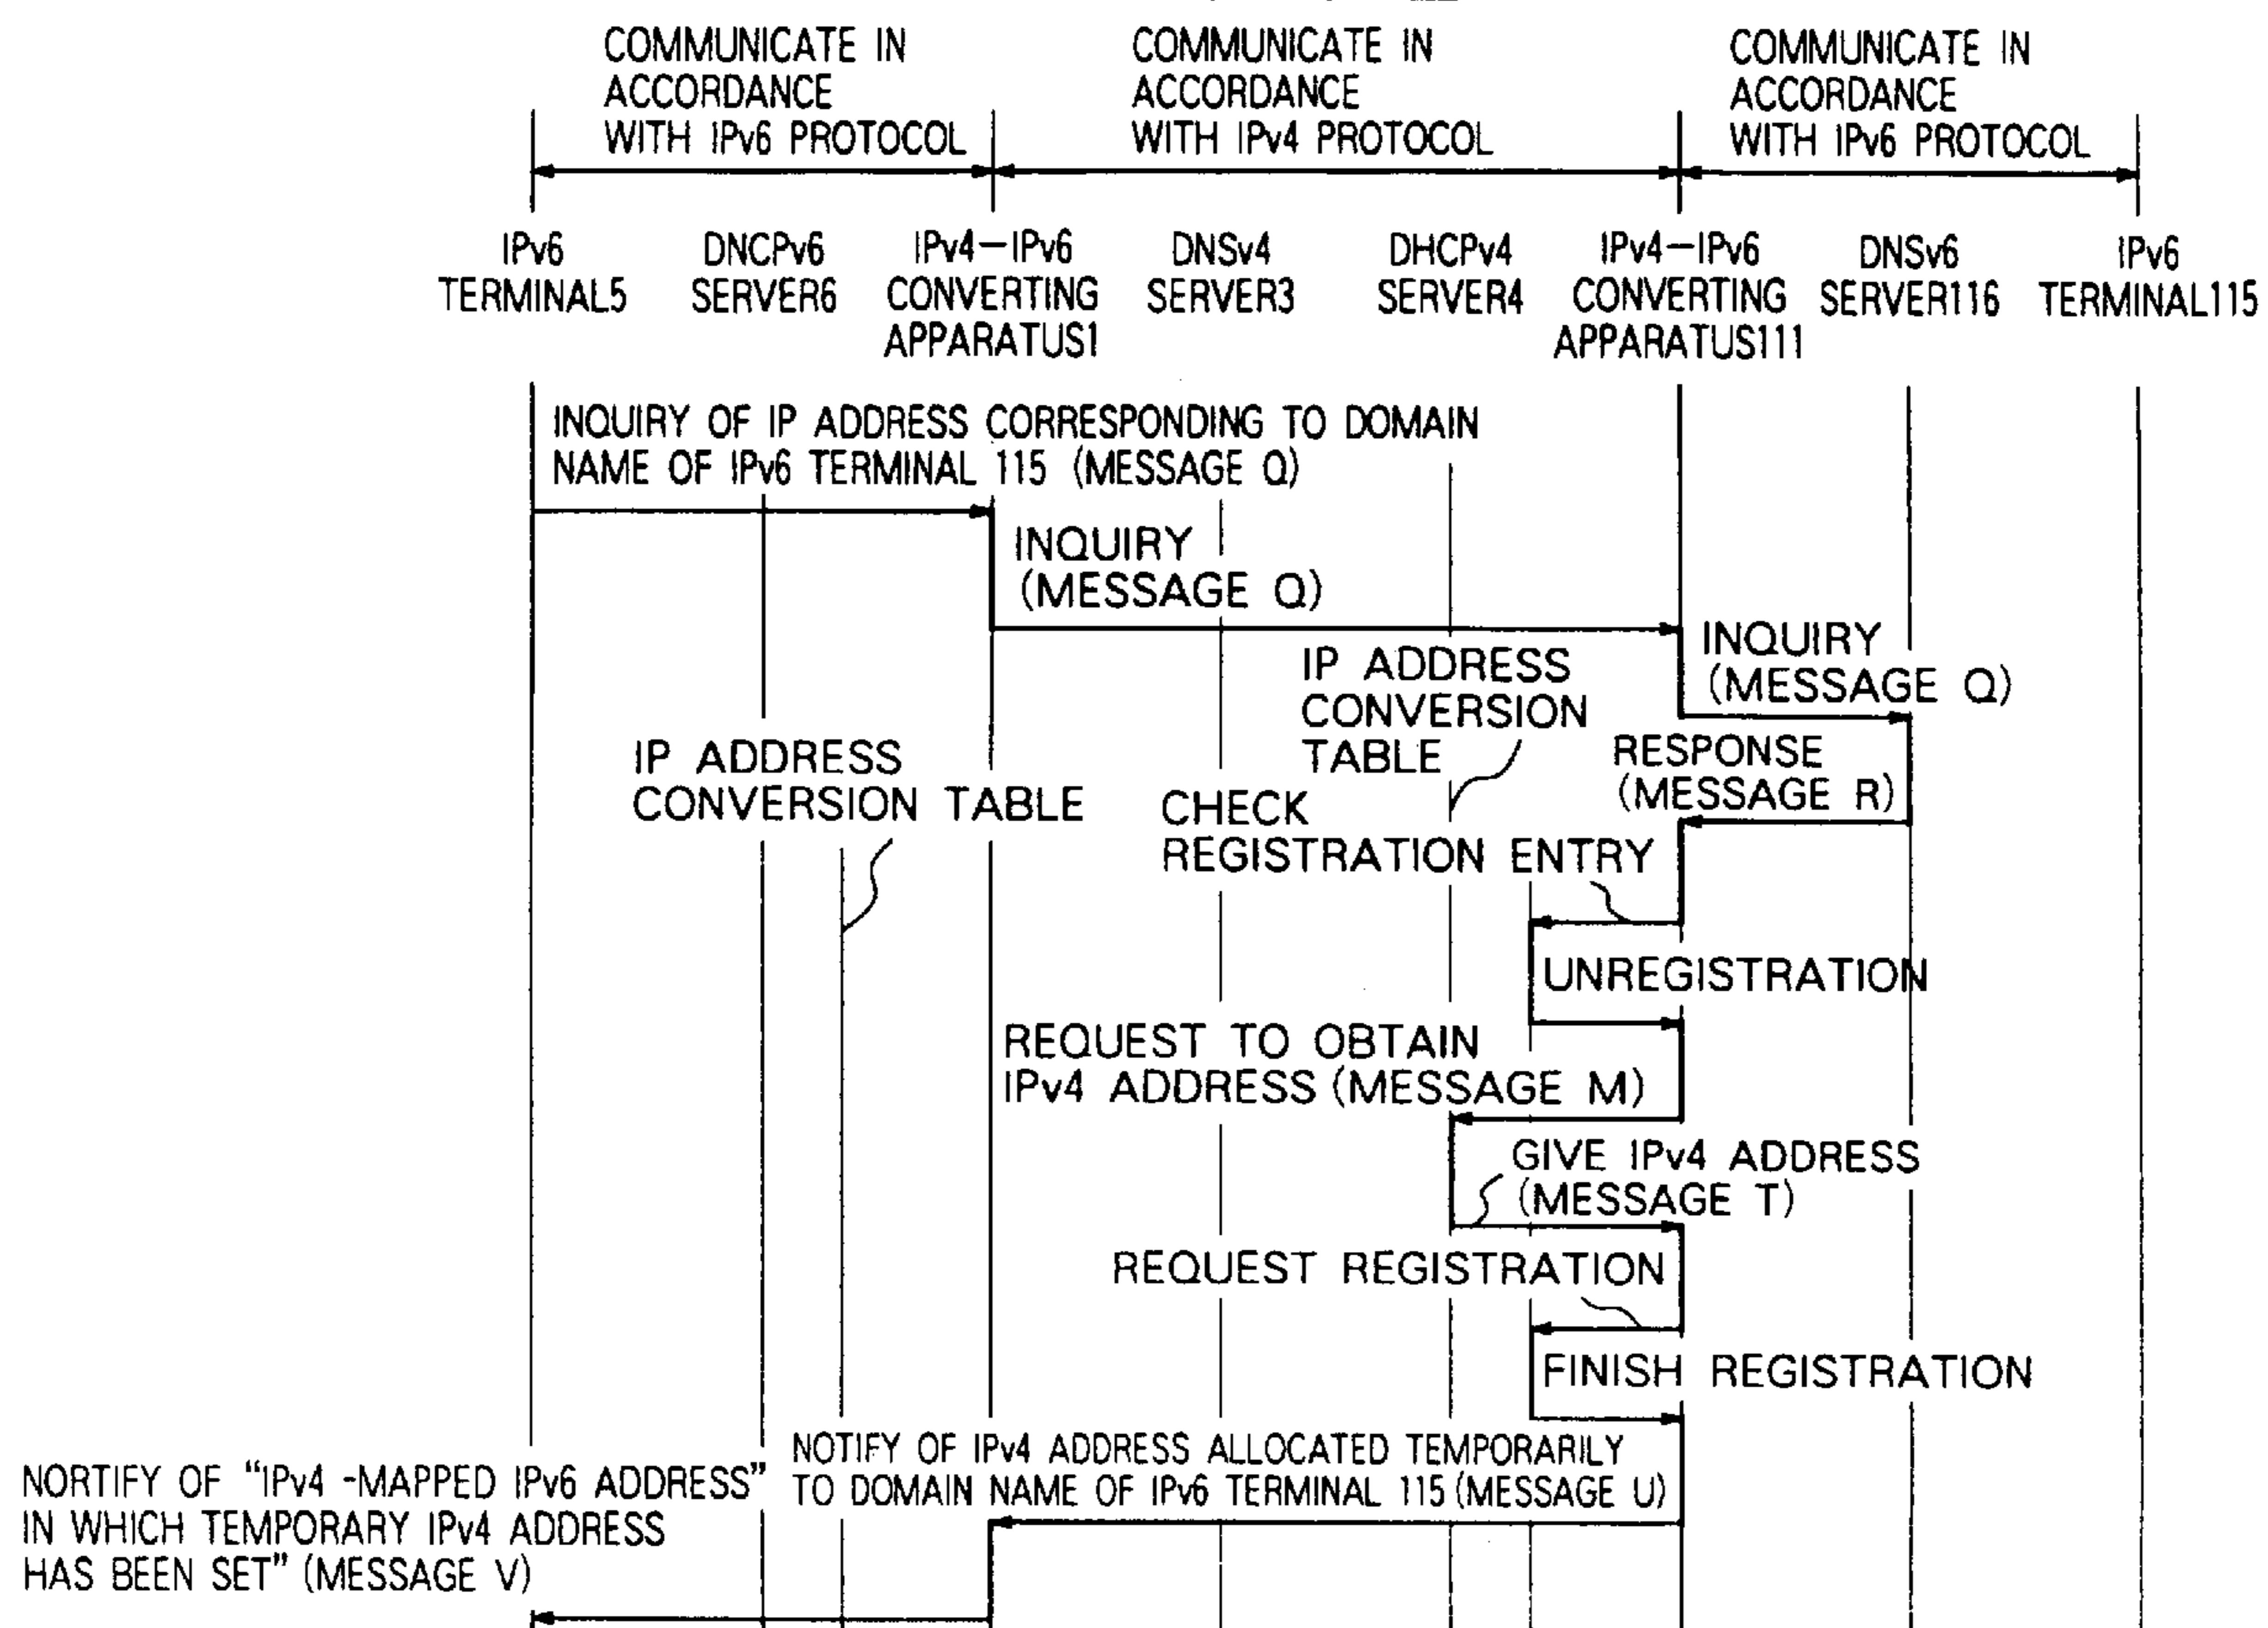 COMMUNICATE IN
ACCORDANCE
WITH IPv6 PROTOCOL
COMMUNICATE IN
ACCORDANCE
WITH IPv4 PROTOCOL
COMMUNICATE IN
ACCORDANCE
WITH IPv6 PROTOCOL
IPv6
TERMINAL5
DNCPv6
SERVER6
IPv4-IPv6
CONVERTING
APPARATUS1
DNSv4
SERVER3
DHCPv4
SERVER4
IPv4-IPv6
CONVERTING
APPARATUS111
DNSv6
SERVER116
IPv6
TERMINAL115
INQUIRY OF IP ADDRESS CORRESPONDING TO DOMAIN
NAME OF IPv6 TERMINAL 115 (MESSAGE Q)
INQUIRY
(MESSAGE Q)
INQUIRY
(MESSAGE Q)
IP ADDRESS
CONVERSION
TABLE
RESPONSE
(MESSAGE R)
IP ADDRESS
CONVERSION TABLE
CHECK
REGISTRATION ENTRY
UNREGISTRATION
REQUEST TO OBTAIN
IPv4 ADDRESS (MESSAGE M)
GIVE IPv4 ADDRESS
(MESSAGE T)
REQUEST REGISTRATION
FINISH REGISTRATION
NOTIFY OF IPv4 ADDRESS ALLOCATED TEMPORARILY
TO DOMAIN NAME OF IPv6 TERMINAL 115 (MESSAGE U)
NORTIFY OF “IPv4 -MAPPED IPv6 ADDRESS”
IN WHICH TEMPORARY IPv4 ADDRESS
HAS BEEN SET” (MESSAGE V)